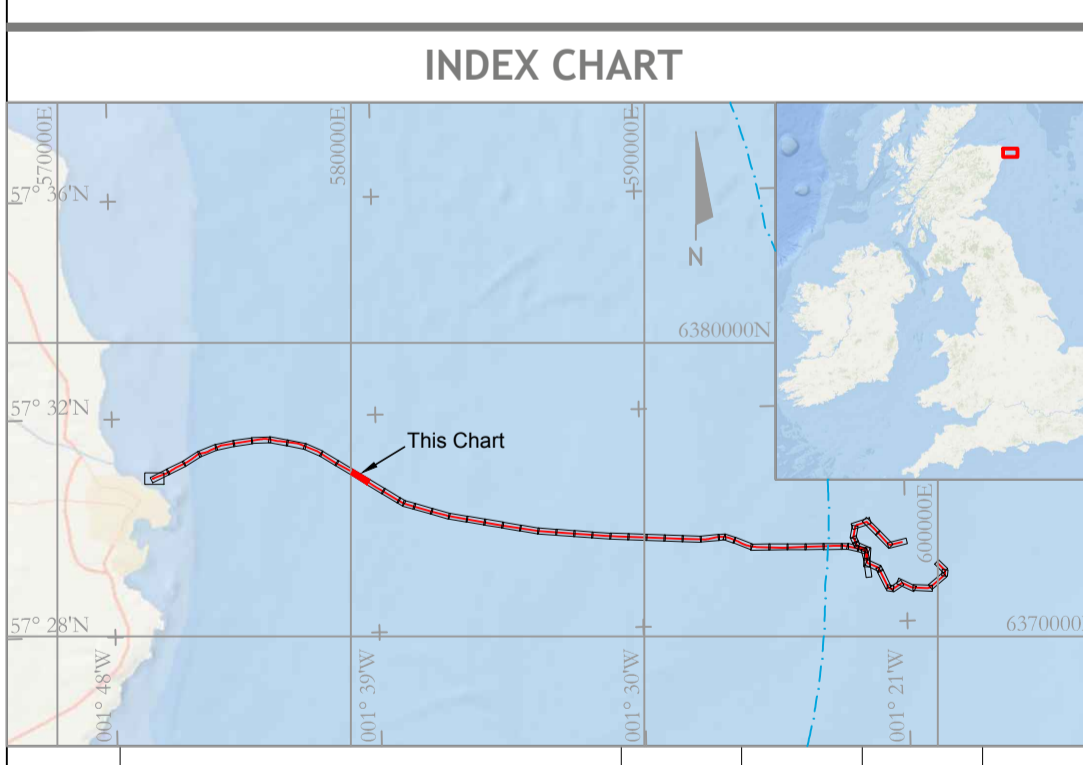 INDEX CHART
570000E
580000E
590000E
57° 36'N
N
6380000N
57° 32'N
This Chart
600000E
57° 28'N
6370000
001° 48'W
001° 39'W
001° 30'W
001° 21'W